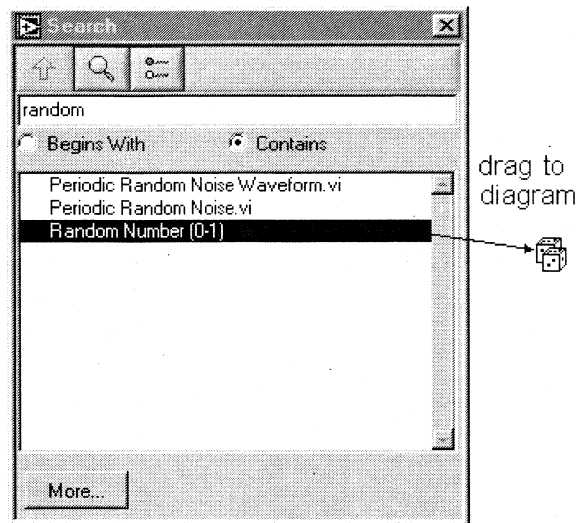 Search
random
Begins With Contains
Periodic Random Noise Waveform.vi
Periodic Random Noise.vi
Random Number (0-1)
More...
drag to
diagram